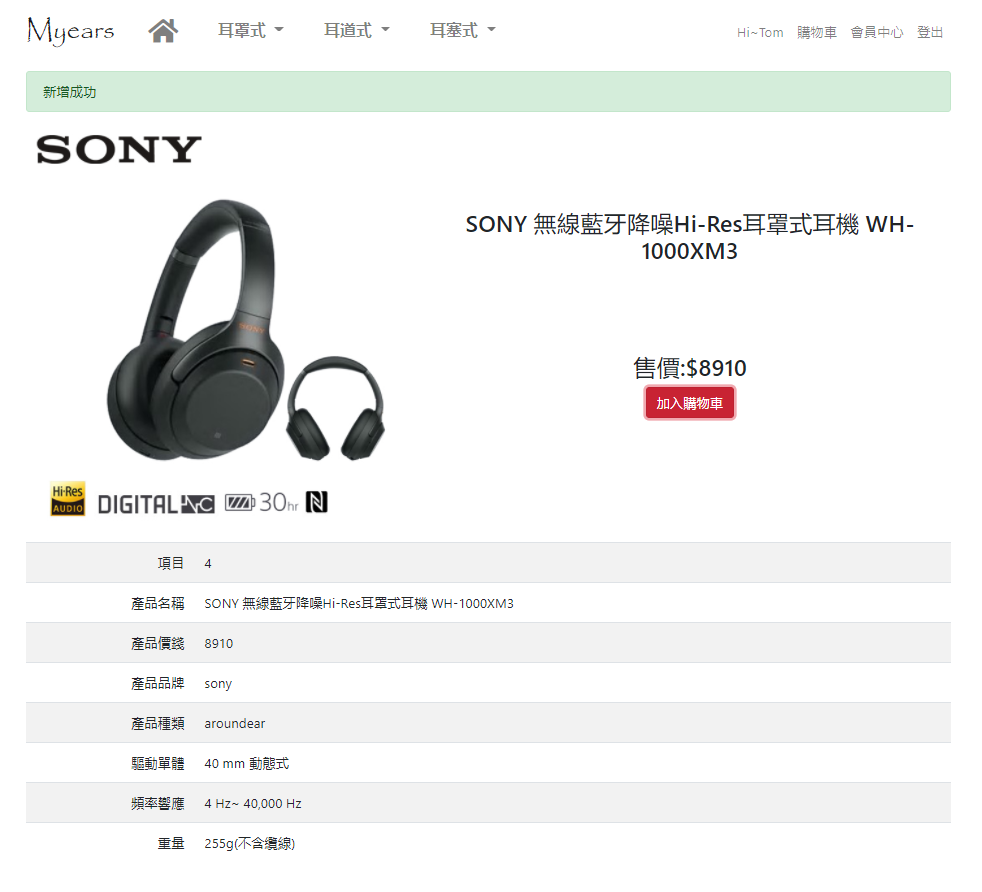 Myears
耳罩式
耳道式
耳塞式
Hi~Tom
購物車
會員中心
登出
新增成功
SONY
SONY
SONY 無線藍牙降噪Hi-Res耳罩式耳機 WH-
1000XM3
售價:$8910
加入購物車
Hi-Res
AUDIO
DIGITAL NC
30hr
N
項目 4
產品名稱 SONY 無線藍牙降噪Hi-Res耳罩式耳機 WH-1000XM3
產品價錢 8910
產品品牌 sony
產品種類 aroundear
驅動單體 40 mm 動態式
頻率響應 4 Hz~ 40,000 Hz
重量 255g(不含纜線)